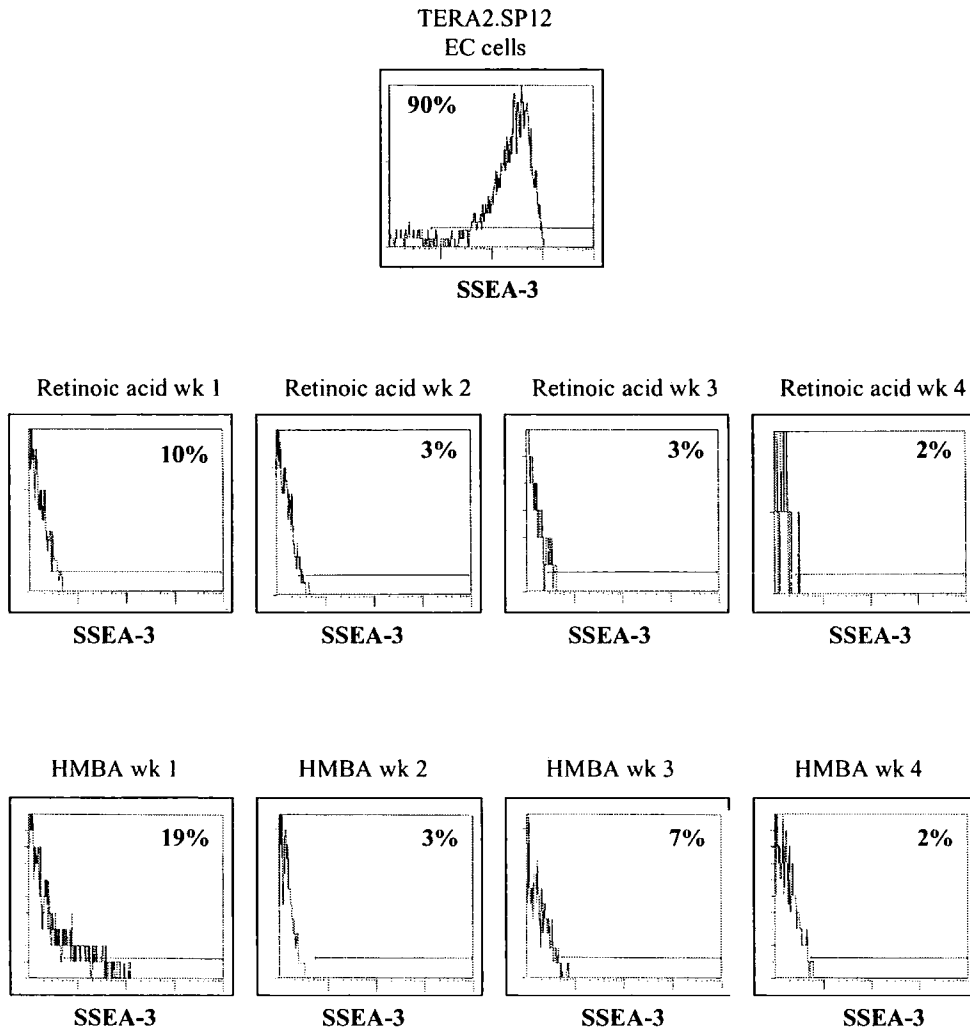 TERA2.SP12
EC cells
90%
SSEA-3
Retinoic acid wk 1
Retinoic acid wk 2
Retinoic acid wk 3
Retinoic acid wk 4
10%
3%
3%
2%
SSEA-3
SSEA-3
SSEA-3
SSEA-3
HMBA wk 1
HMBA wk 2
HMBA wk 3
HMBA wk 4
19%
3%
7%
2%
SSEA-3
SSEA-3
SSEA-3
SSEA-3